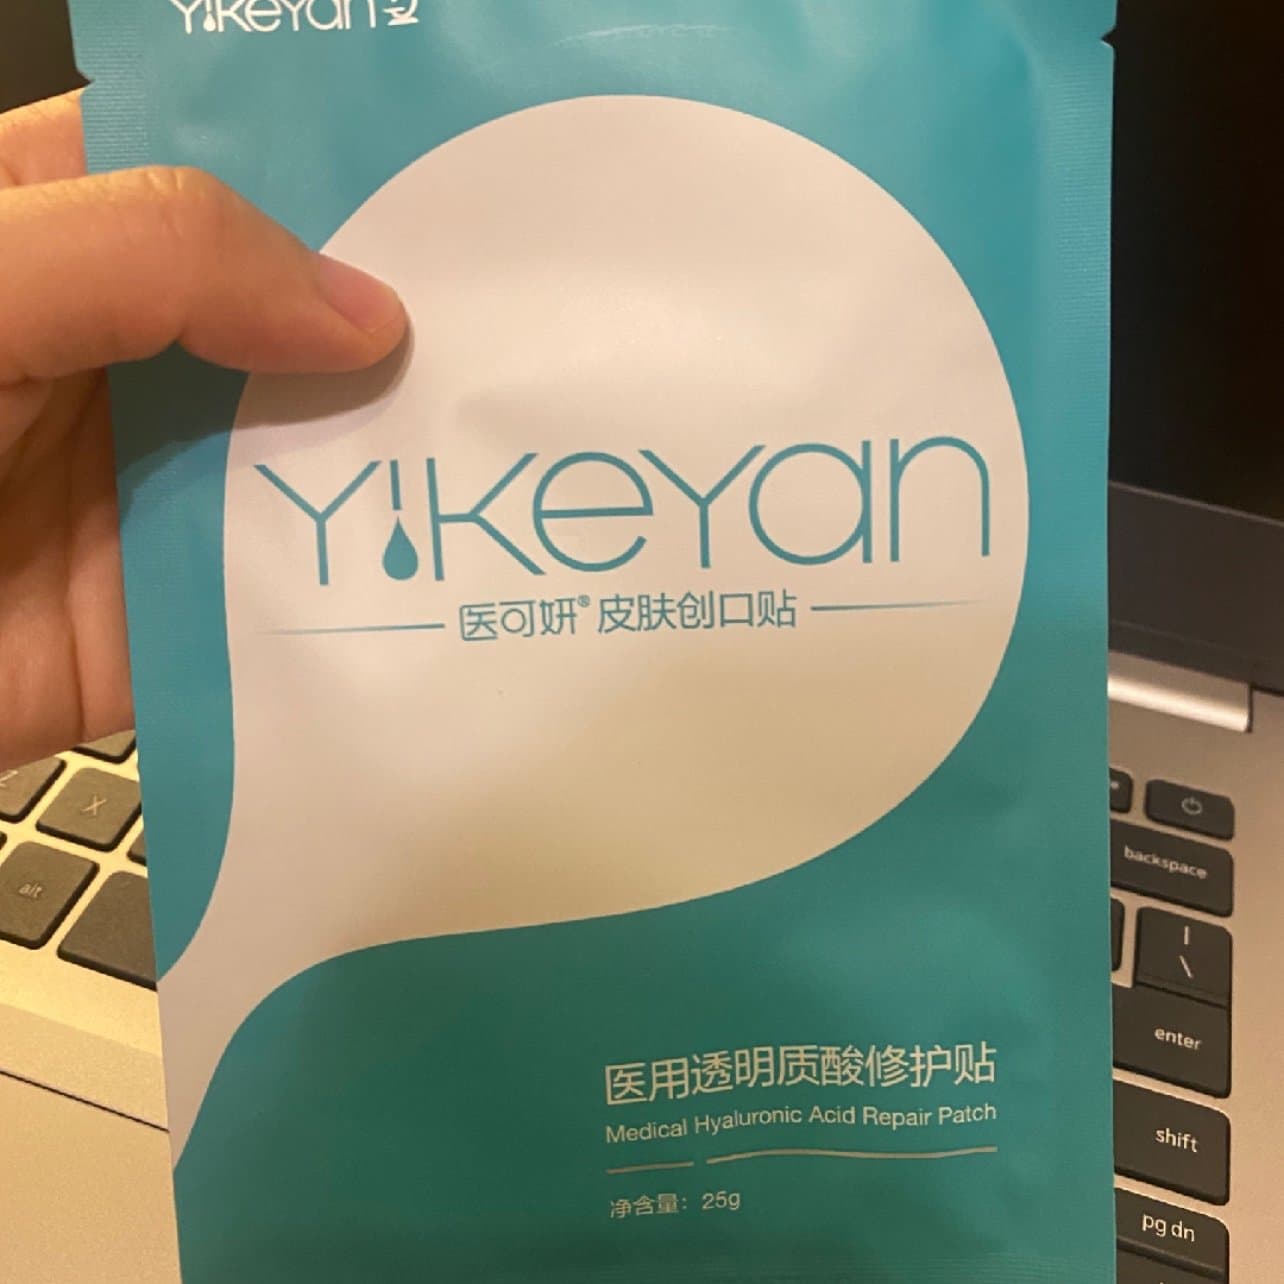 YiKeYan
YiKeYan
医可妍® 皮肤创口贴
医用透明质酸修护贴
Medical Hyaluronic Acid Repair Patch
净含量：25g
Z
X
alt
backspace
|
\
enter
shift
pg dn